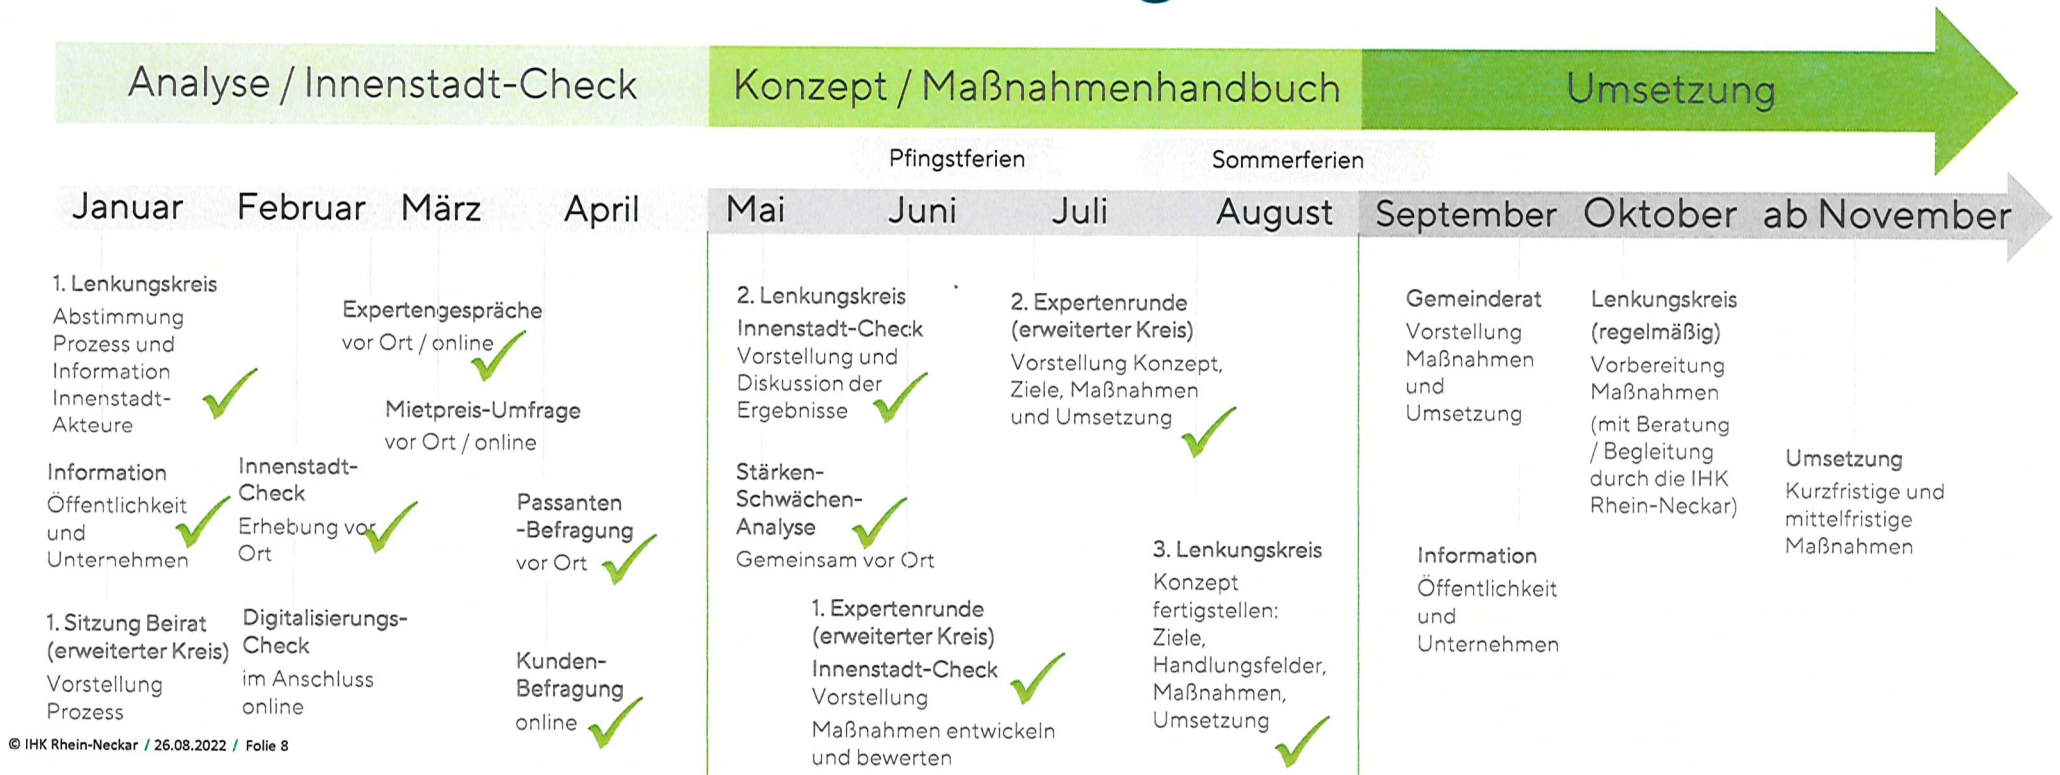 Analyse / Innenstadt-Check
Konzept / Maßnahmenhandbuch
Umsetzung
Pfingstferien
Sommerferien
Januar
Februar
März
April
Mai
Juni
Juli
August
September
Oktober
ab November
1. Lenkungskreis
Abstimmung
Prozess und
Information
Innenstadt-
Akteure
Information
Öffentlichkeit
und
Unternehmen
1. Sitzung Beirat
(erweiterter Kreis)
Vorstellung
Prozess
Innenstadt-
Check
Erhebung vor
Ort
Digitalisierungs-
Check
im Anschluss
online
Expertengespräche
vor Ort / online
Mietpreis-Umfrage
vor Ort / online
Passanten
-Befragung
vor Ort
Kunden-
Befragung
online
2. Lenkungskreis
Innenstadt-Check
Vorstellung und
Diskussion der
Ergebnisse
Stärken-
Schwächen-
Analyse
Gemeinsam vor Ort
1. Expertenrunde
(erweiterter Kreis)
Innenstadt-Check
Vorstellung
Maßnahmen entwickeln
und bewerten
2. Expertenrunde
(erweiterter Kreis)
Vorstellung Konzept,
Ziele, Maßnahmen
und Umsetzung
3. Lenkungskreis
Konzept
fertigstellen:
Ziele,
Handlungsfelder,
Maßnahmen,
Umsetzung
Gemeinderat
Vorstellung
Maßnahmen
und
Umsetzung
Information
Öffentlichkeit
und
Unternehmen
Lenkungskreis
(regelmäßig)
Vorbereitung
Maßnahmen
(mit Beratung
/ Begleitung
durch die IHK
Rhein-Neckar)
Umsetzung
Kurzfristige und
mittelfristige
Maßnahmen
© IHK Rhein-Neckar / 26.08.2022 / Folie 8